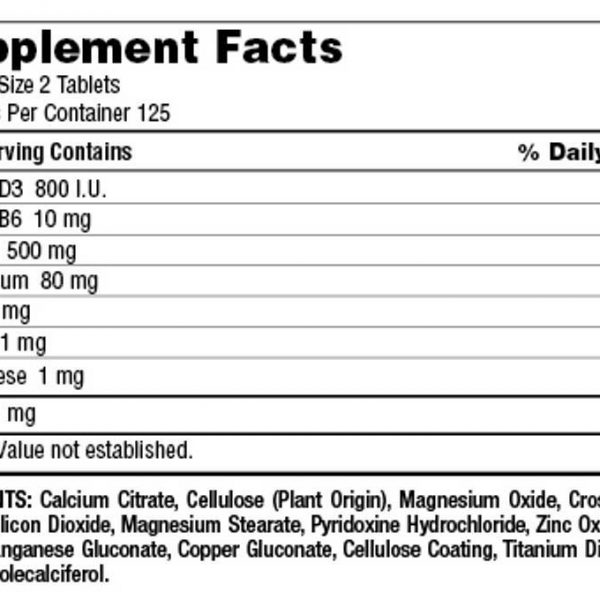 pplement Facts
Size 2 Tablets
Per Container 125
rving Contains
% Daily
D3 800 I.U.
B6 10 mg
500 mg
um 80 mg
mg
1 mg
ese 1 mg
mg
Value not established.
NTS: Calcium Citrate, Cellulose (Plant Origin), Magnesium Oxide, Cros
licon Dioxide, Magnesium Stearate, Pyridoxine Hydrochloride, Zinc Ox
nganese Gluconate, Copper Gluconate, Cellulose Coating, Titanium Di
olecalciferol.